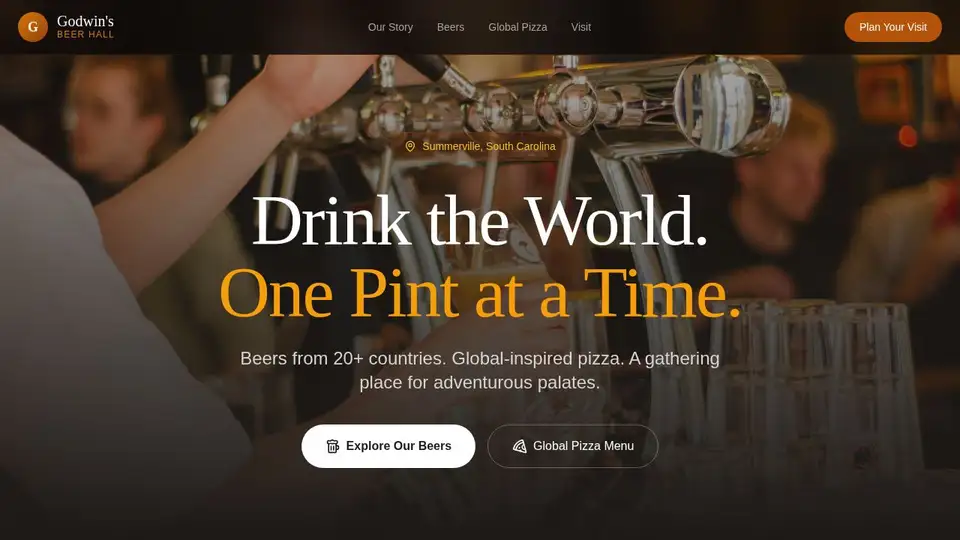 G
Godwin's
BEER HALL
Our Story
Beers
Global Pizza
Visit
Plan Your Visit
Summerville, South Carolina
Drink the World.
One Pint at a Time.
Beers from 20+ countries. Global-inspired pizza. A gathering
place for adventurous palates.
Explore Our Beers
Global Pizza Menu